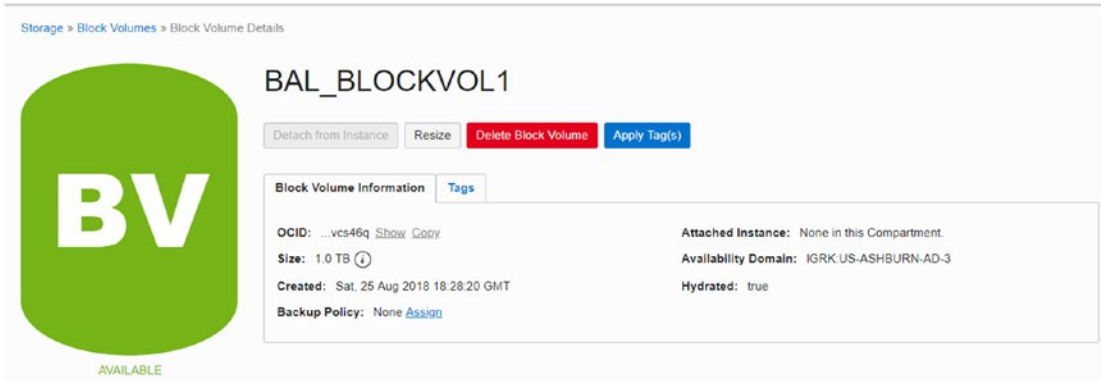 Storage » Block Volumes » Block Volume Details
BV
AVAILABLE
BAL_BLOCKVOL1
Detach from Instance Resize Delete Block Volume Apply Tag(s)
Block Volume Information Tags
OCID: ...vcs46q Show Copy
Size: 1.0 TB i
Created: Sat, 25 Aug 2018 18:28:20 GMT
Backup Policy: None Assign
Attached Instance: None in this Compartment.
Availability Domain: IGRK:US-ASHBURN-AD-3
Hydrated: true